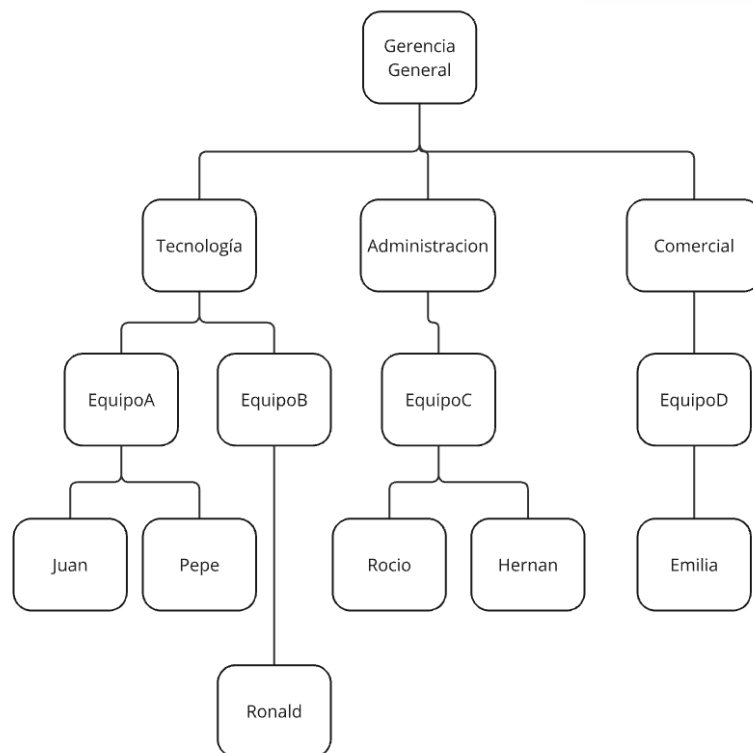 Gerencia
General
Tecnología
Administracion
Comercial
EquipoA
EquipoB
EquipoC
EquipoD
Juan
Pepe
Rocio
Hernan
Emilia
Ronald